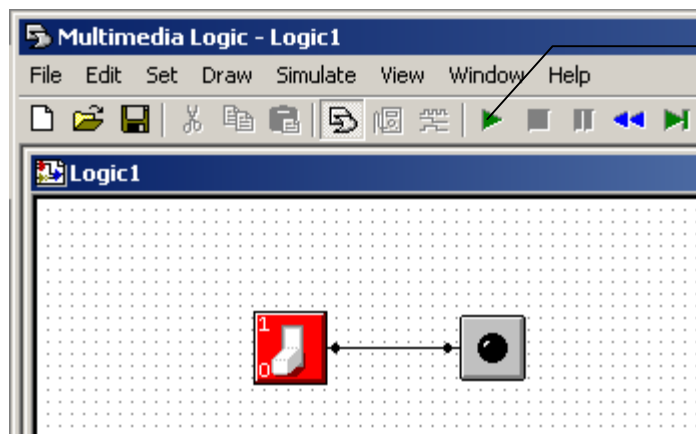 Multimedia Logic - Logic1
File Edit Set Draw Simulate View Window Help
Logic1
1
0